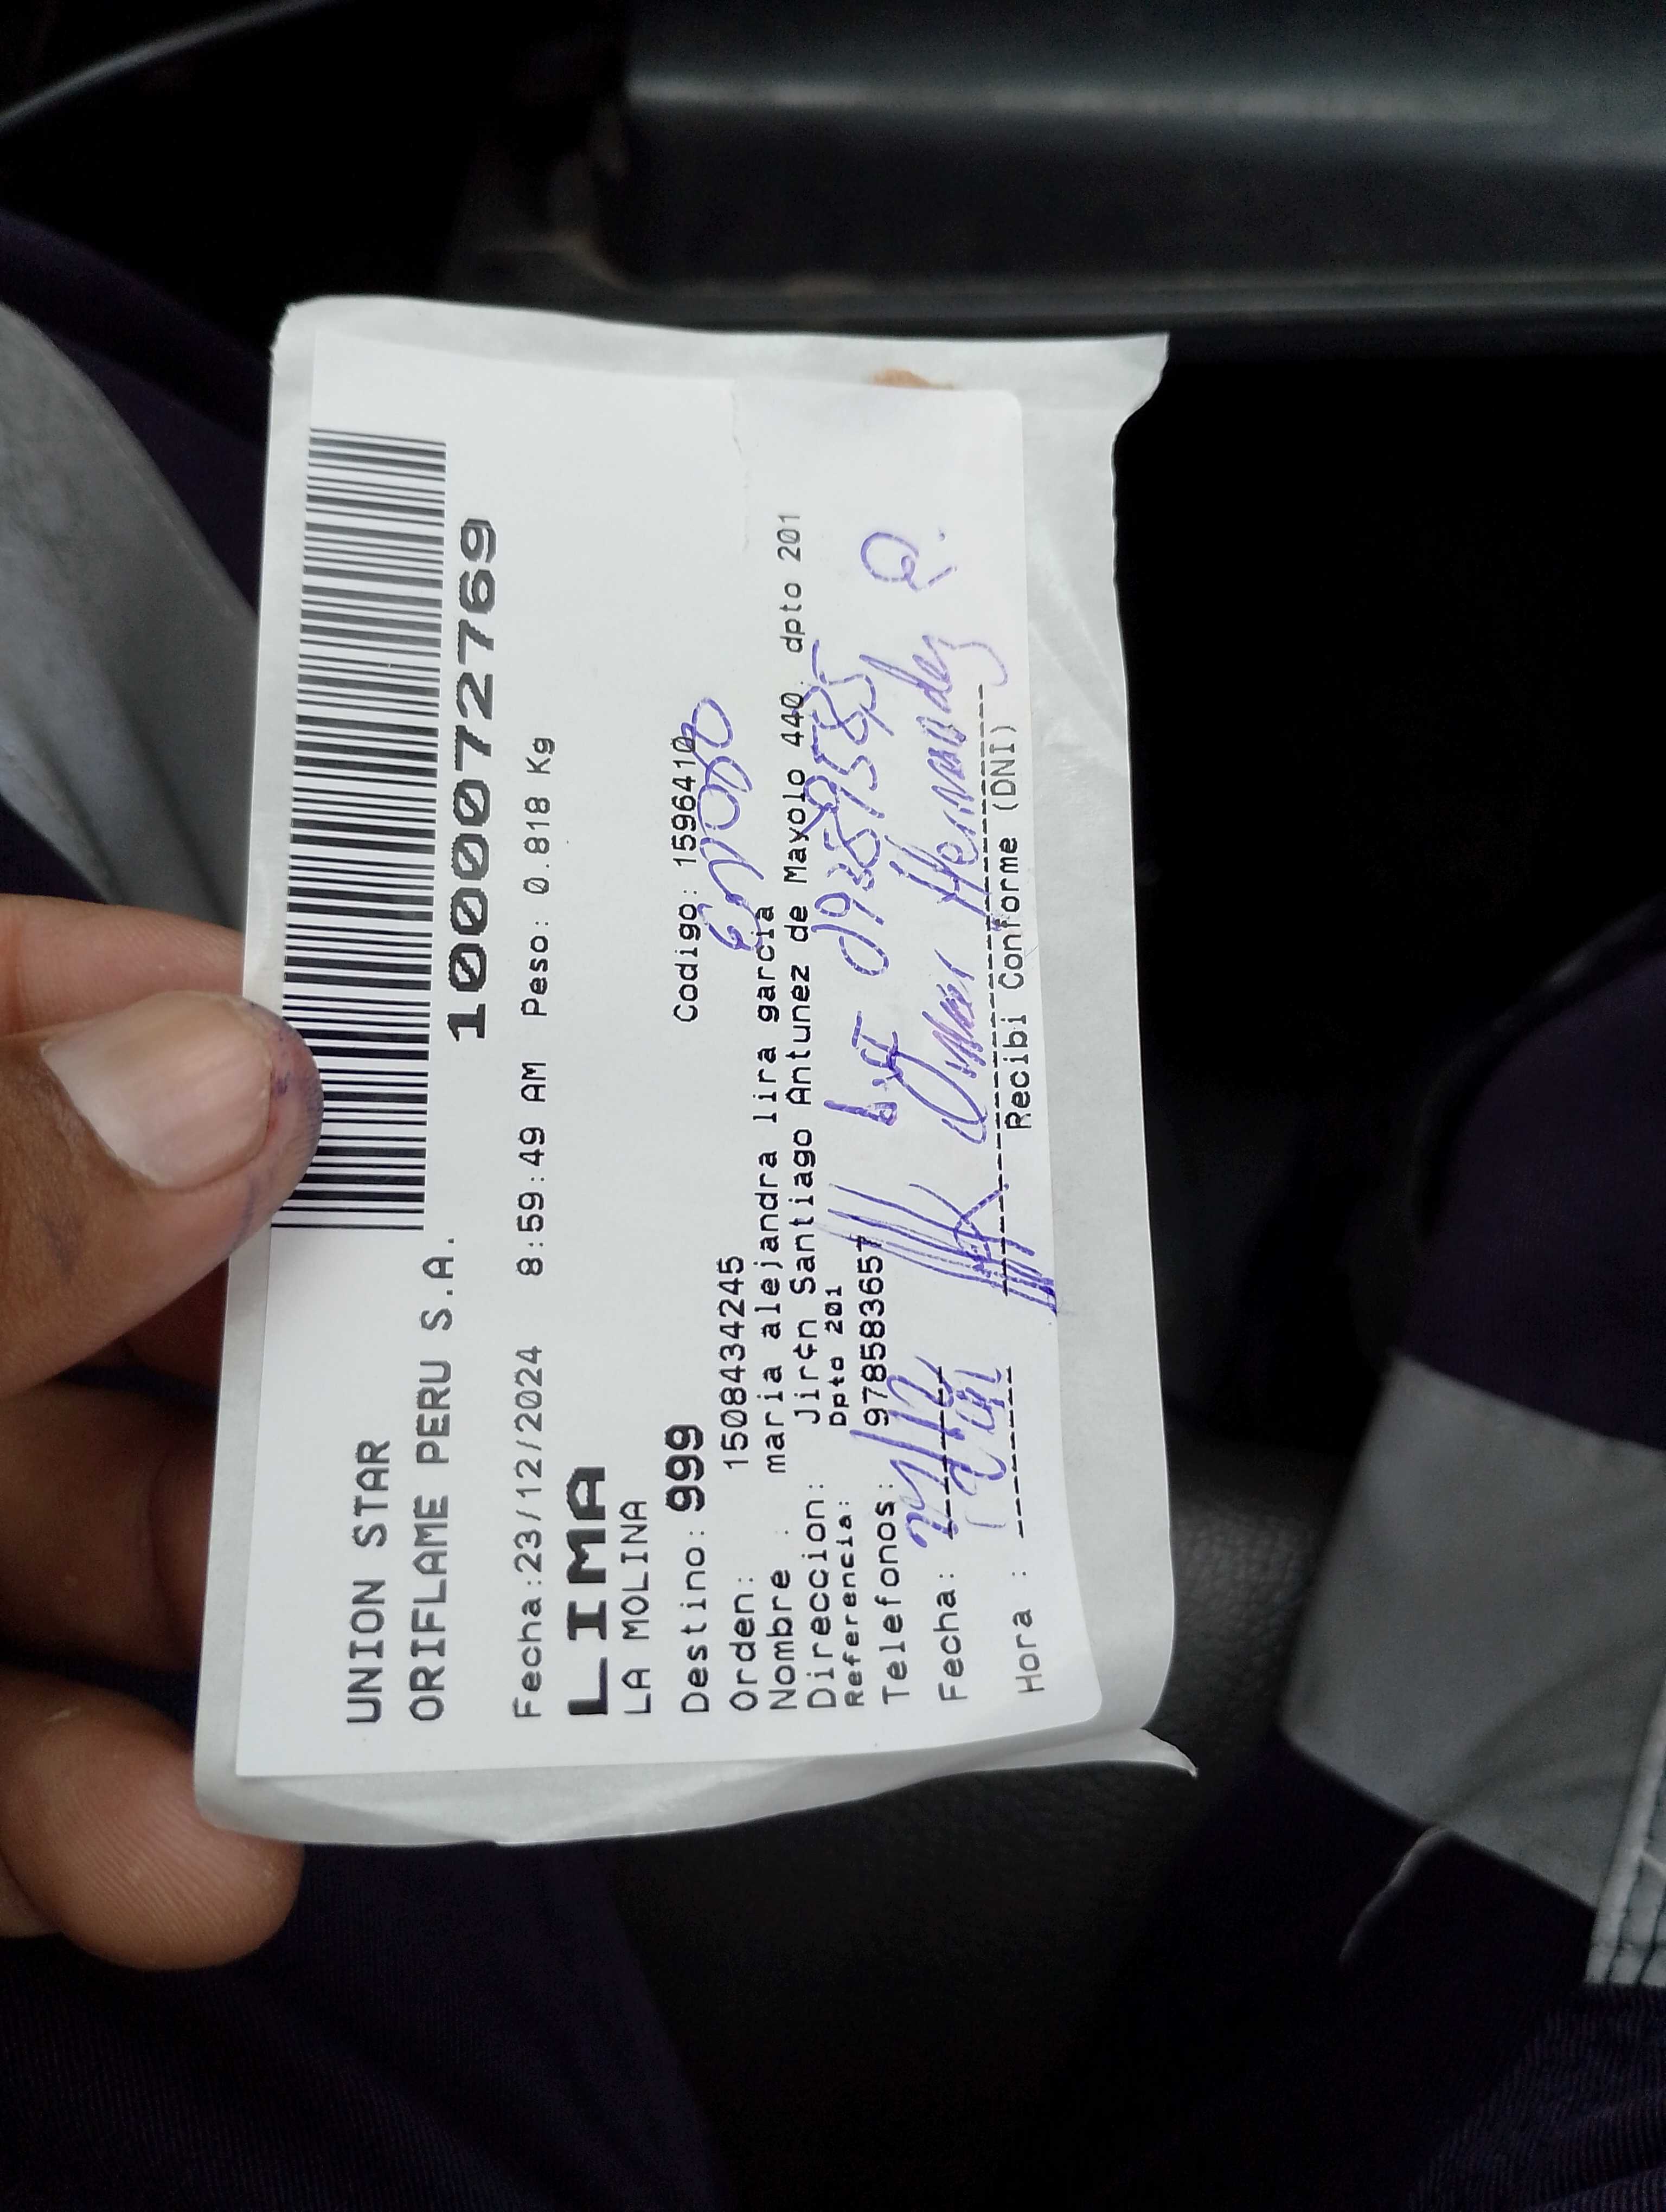 UNION STAR
ORIFLAME PERU S.A.
10000072769
Fecha:23/12/2024 8:59:49 AM Peso: 0.818 Kg
LIMA
LA MOLINA
Destino: 999 Codigo: 1596410
Orden: 1508434245
Nombre : maria alejandra lira garcia
Direccion: Jir¢n Santiago Antunez de Mayolo 440 dpto 201
Referencia: Dpto 201
Telefonos: 978583657
Fecha:
Hernandez Q.
Hora :
Recibi Conforme (DNI)